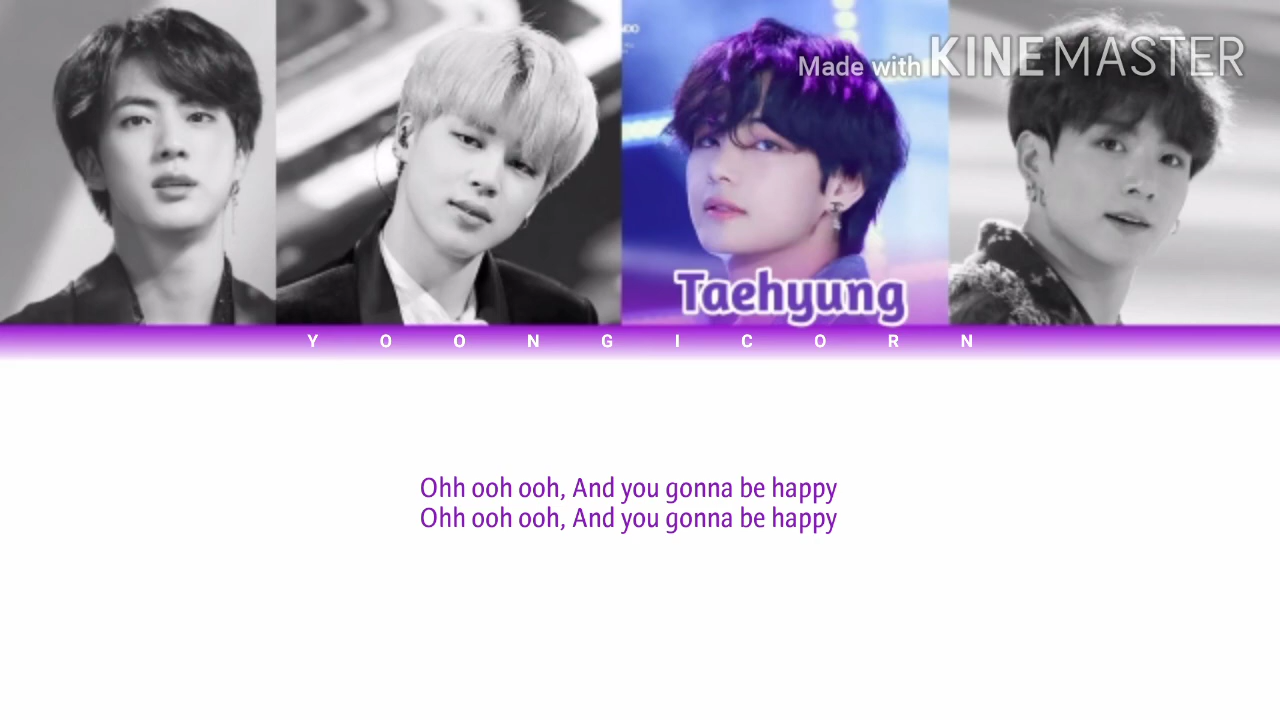 Made with KINEMASTER
Taehyung
YOONGICORN
Ohh ooh ooh, And you gonna be happy
Ohh ooh ooh, And you gonna be happy